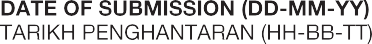 DATE OF SUBMISSION (DD-MM-YY)
TARIKH PENGHANTARAN (HH-BB-TT)